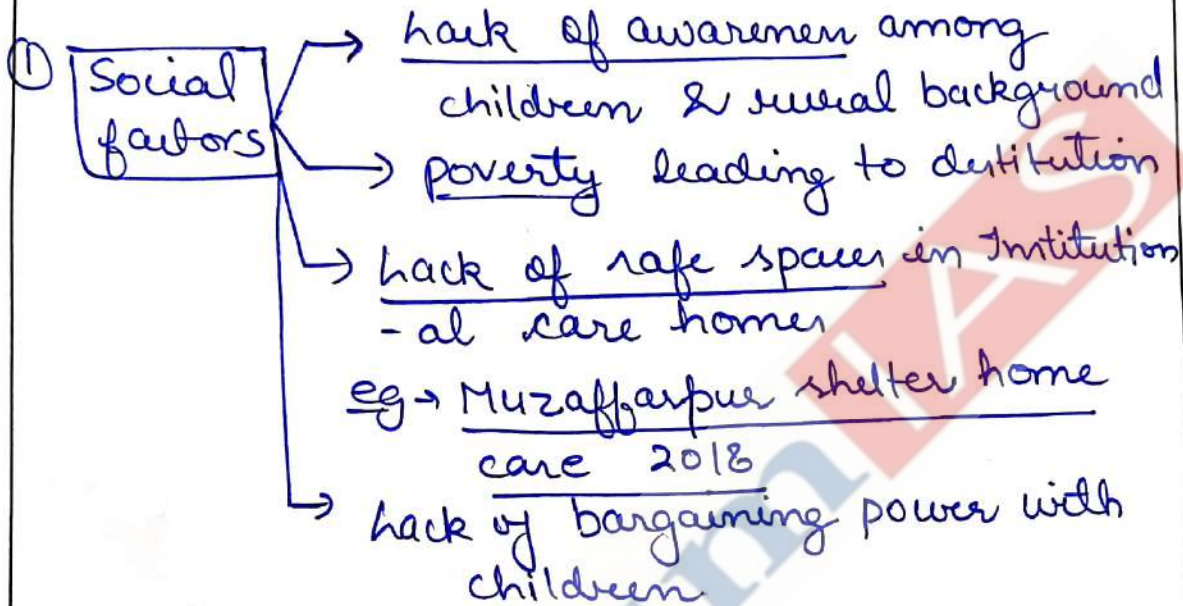 ① Social factors
→ Lack of awareness among
children & rural background
→ poverty leading to destitution
→ Lack of safe spaces in Institution
- al care homes
eg → Muzaffarpur shelter home
case 2018
→ Lack of bargaining power with
children
IAS